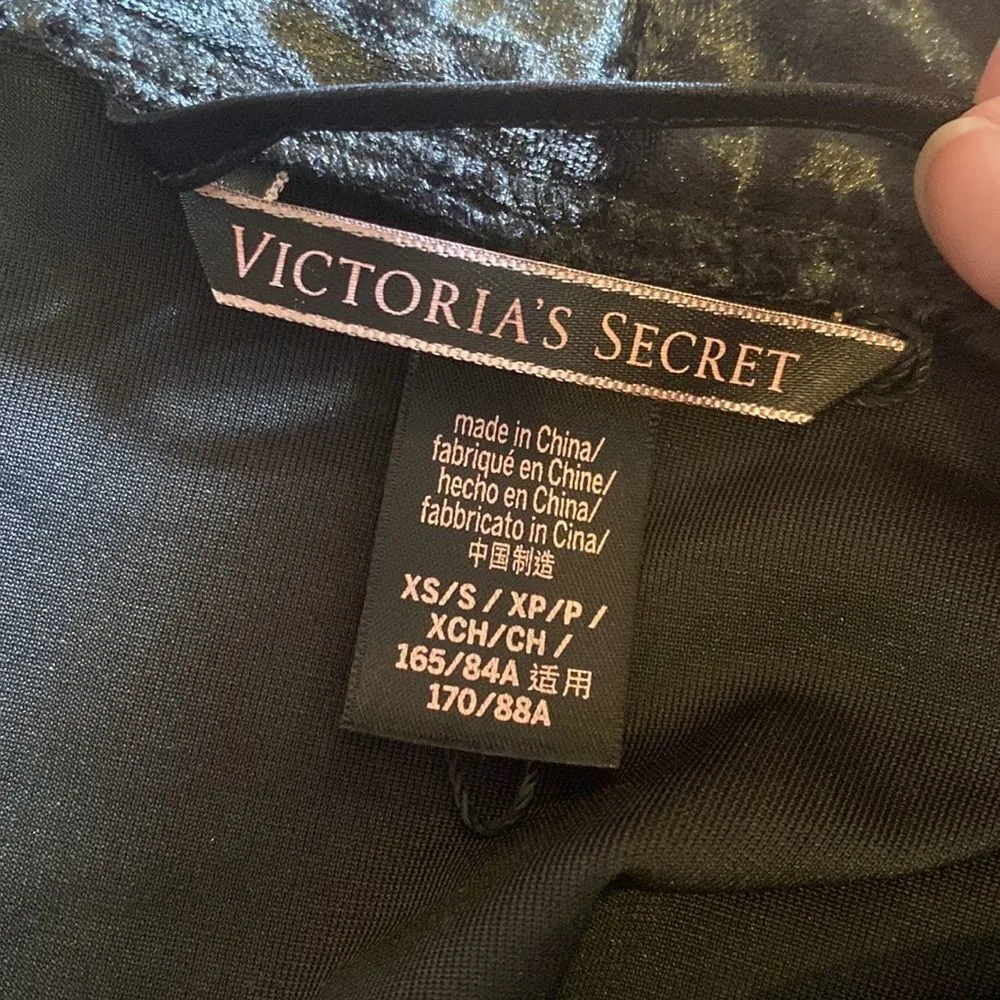 VICTORIA'S SECRET
made in China/
fabriqué en Chine/
hecho en China/
fabbricato in Cina/
中国制造
XS/S / XP/P /
XCH/CH /
165/84A 适用
170/88A